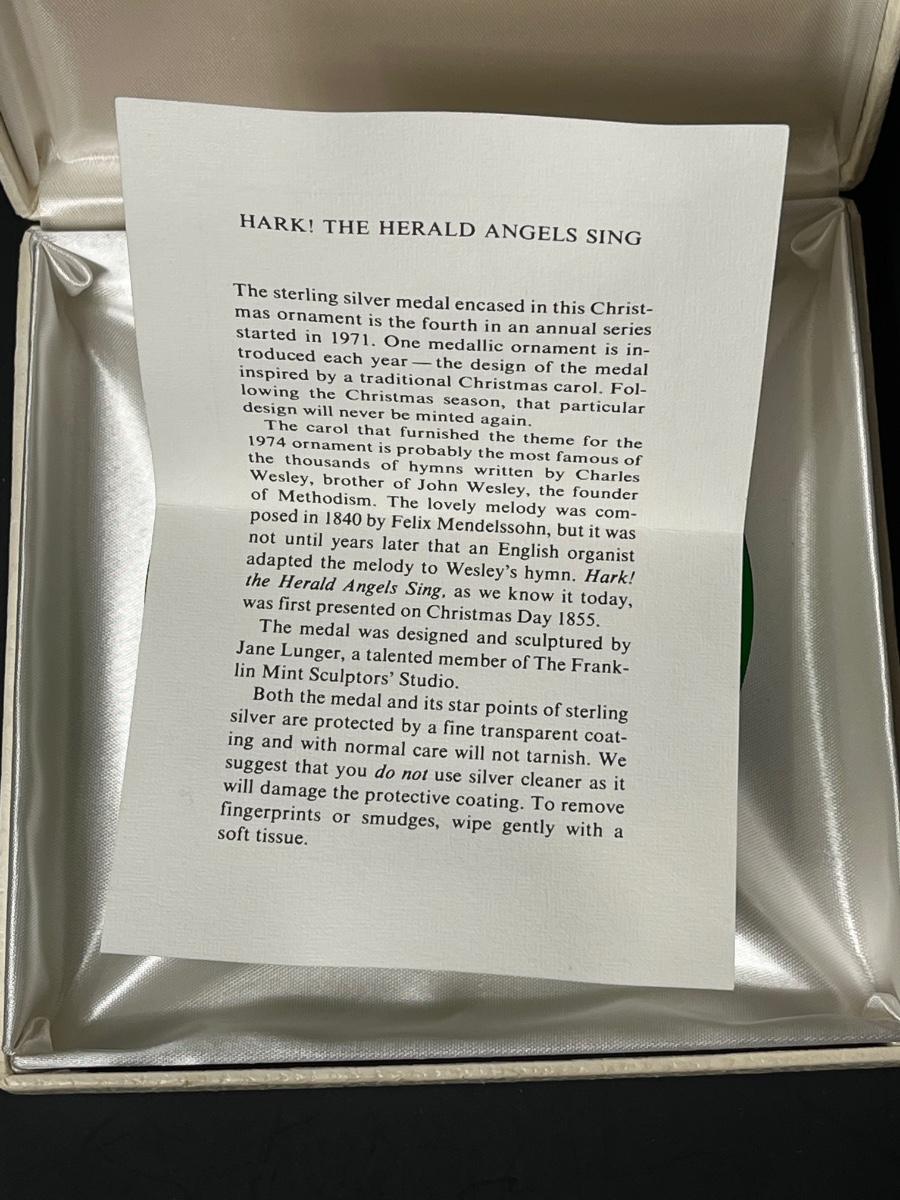 HARK! THE HERALD ANGELS SING
The sterling silver medal encased in this Christ-
mas ornament is the fourth in an annual series
started in 1971. One medallic ornament is in-
troduced each year — the design of the medal
inspired by a traditional Christmas carol. Fol-
lowing the Christmas season, that particular
design will never be minted again.
The carol that furnished the theme for the
1974 ornament is probably the most famous of
the thousands of hymns written by Charles
Wesley, brother of John Wesley, the founder
of Methodism. The lovely melody was com-
posed in 1840 by Felix Mendelssohn, but it was
not until years later that an English organist
adapted the melody to Wesley's hymn. Hark!
the Herald Angels Sing, as we know it today,
was first presented on Christmas Day 1855.
The medal was designed and sculptured by
Jane Lunger, a talented member of The Frank-
lin Mint Sculptors' Studio.
Both the medal and its star points of sterling
silver are protected by a fine transparent coat-
ing and with normal care will not tarnish. We
suggest that you do not use silver cleaner as it
will damage the protective coating. To remove
fingerprints or smudges, wipe gently with a
soft tissue.